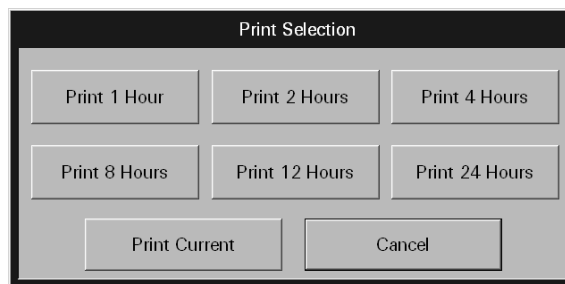 Print Selection
Print 1 Hour Print 2 Hours Print 4 Hours
Print 8 Hours Print 12 Hours Print 24 Hours
Print Current Cancel